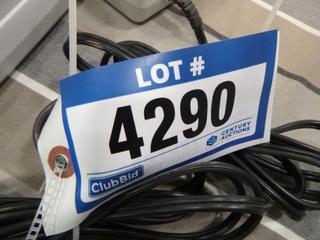 LOT #
4290
CENTURY
AUCTIONS
ClubBid